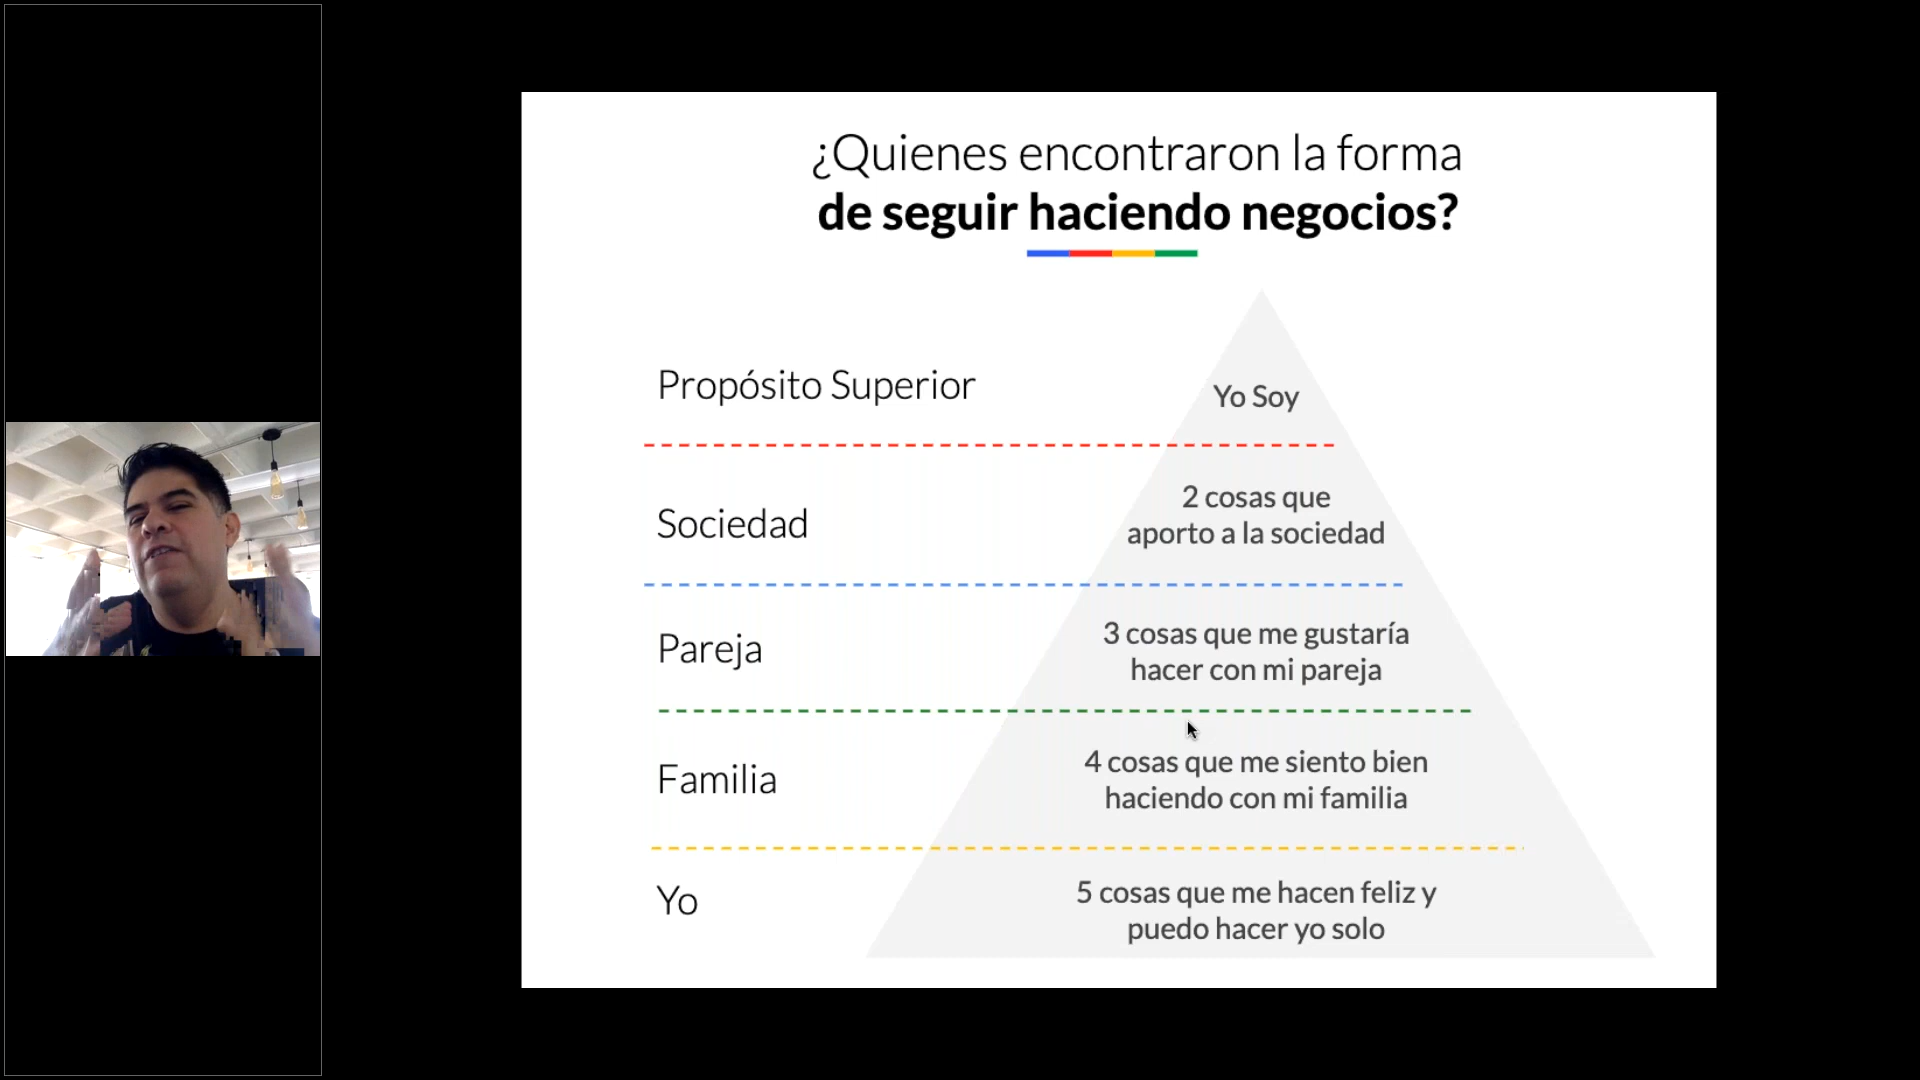 ¿Quienes encontraron la forma
de seguir haciendo negocios?
Propósito Superior
Yo Soy
Sociedad
2 cosas que
aporto a la sociedad
Pareja
3 cosas que me gustaría
hacer con mi pareja
Familia
4 cosas que me siento bien
haciendo con mi familia
Yo
5 cosas que me hacen feliz y
puedo hacer yo solo